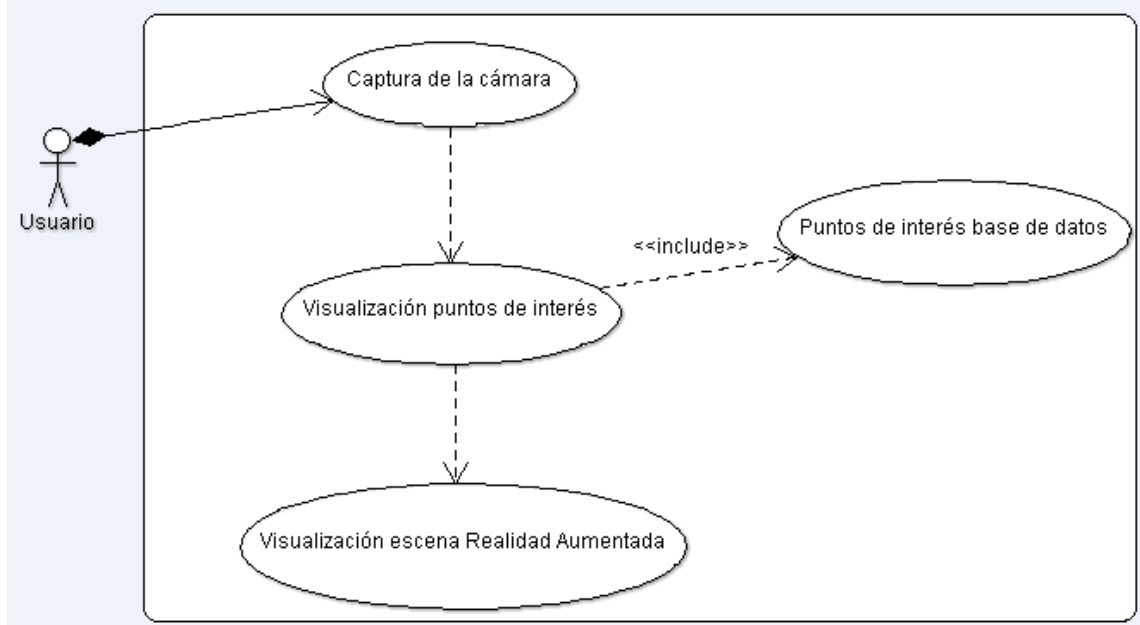 Captura de la cámara
Usuario
Puntos de interés base de datos
<<include>>
Visualización puntos de interés
Visualización escena Realidad Aumentada